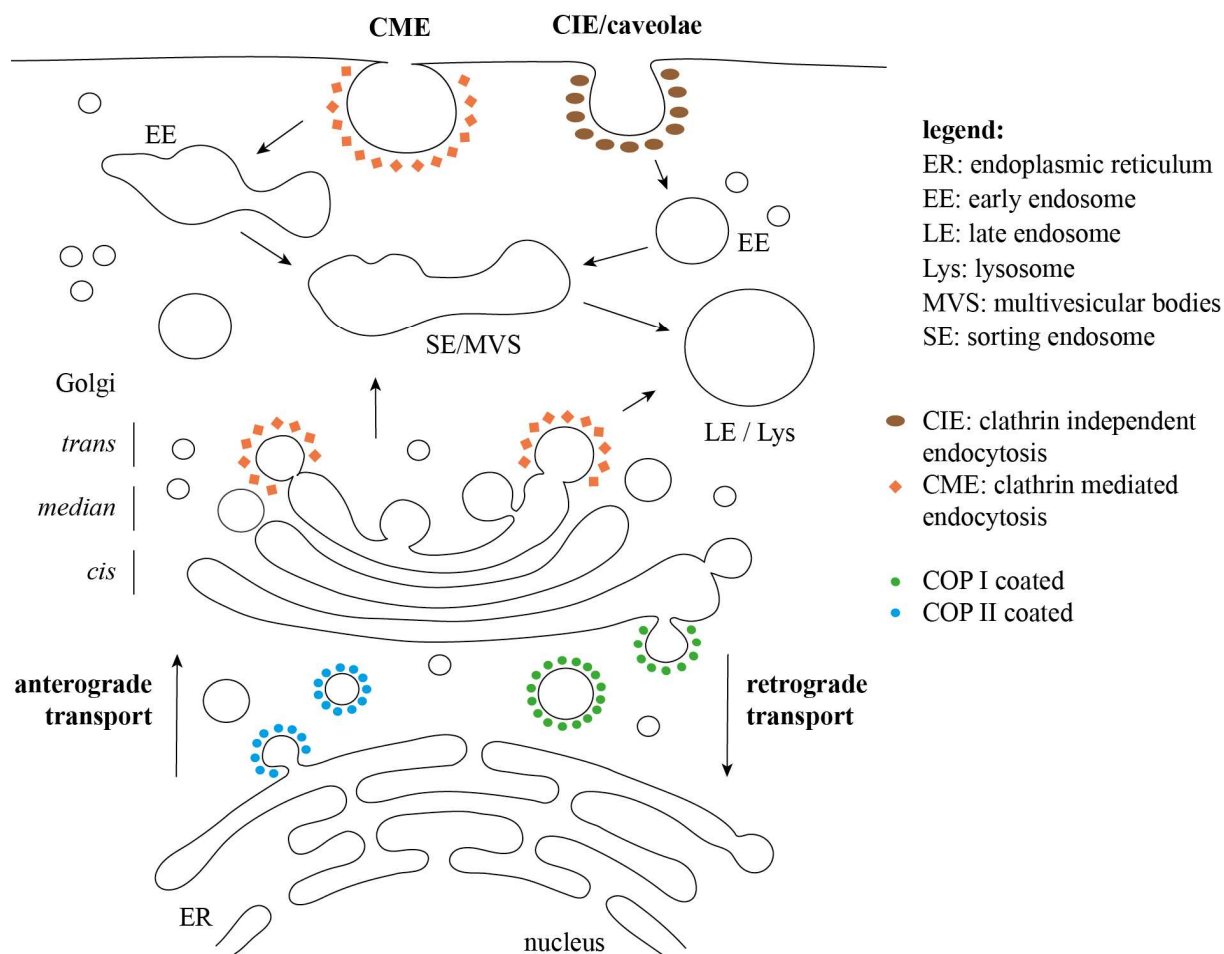 CME
CIE/caveolae
EE
EE
SE/MVS
LE / Lys
Golgi
trans
median
cis
anterograde
transport
retrograde
transport
ER
nucleus
legend:
ER: endoplasmic reticulum
EE: early endosome
LE: late endosome
Lys: lysosome
MVS: multivesicular bodies
SE: sorting endosome
CIE: clathrin independent
endocytosis
CME: clathrin mediated
endocytosis
COP I coated
COP II coated